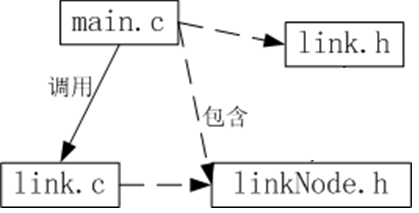 main.c
link.h
调用
包含
link.c
linkNode.h